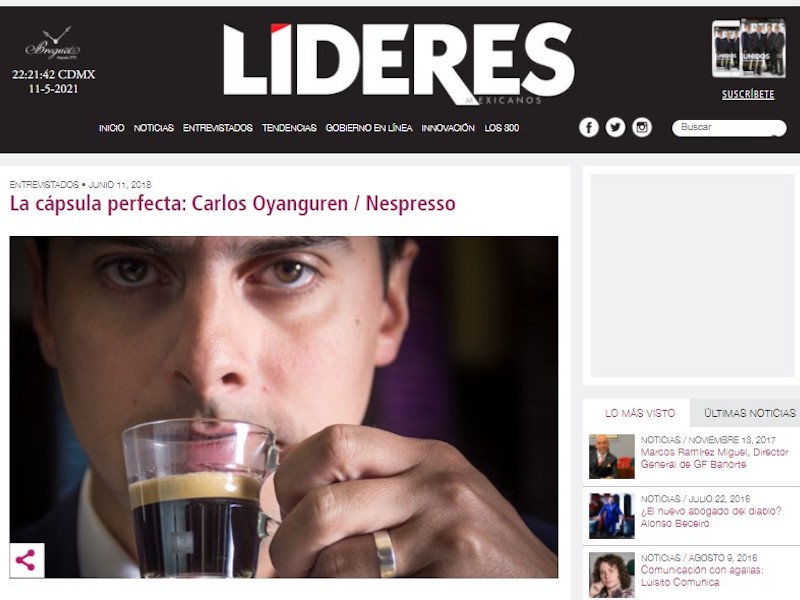 Breguet
Depuis 1775
22:21:42 CDMX
11-5-2021
LÍDERES
MEXICANOS
UNIDOS
SUSCRÍBETE
INICIO NOTICIAS ENTREVISTADOS TENDENCIAS GOBIERNO EN LÍNEA INNOVACIÓN LOS 300
Buscar
ENTREVISTADOS • JUNIO 11, 2018
La cápsula perfecta: Carlos Oyanguren / Nespresso
LO MÁS VISTO ÚLTIMAS NOTICIAS
NOTICIAS / NOVIEMBRE 13, 2017
Marcos Ramírez Miguel, Director
General de GF Banorte
NOTICIAS / JULIO 22, 2016
¿El nuevo abogado del diablo?
Alonso Beceiro
NOTICIAS / AGOSTO 9, 2016
Comunicación con agallas:
Luisito Comunica